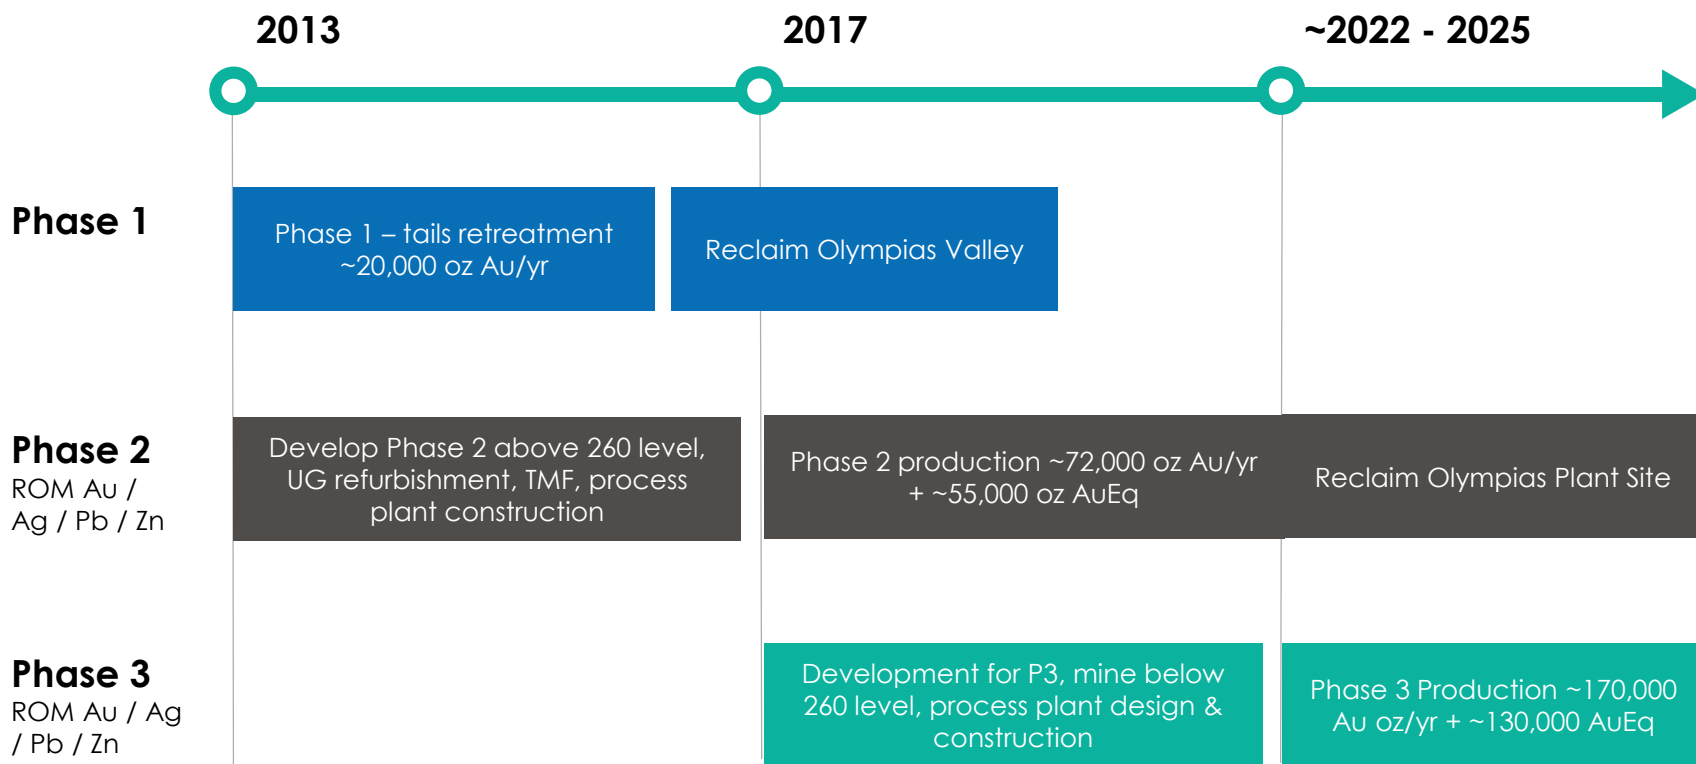 2013
2017
~2022 - 2025
Phase 1
Phase 1 – tails retreatment
~20,000 oz Au/yr
Reclaim Olympias Valley
Phase 2
ROM Au /
Ag / Pb / Zn
Develop Phase 2 above 260 level,
UG refurbishment, TMF, process
plant construction
Phase 2 production ~72,000 oz Au/yr
+ ~55,000 oz AuEq
Reclaim Olympias Plant Site
Phase 3
ROM Au / Ag
/ Pb / Zn
Development for P3, mine below
260 level, process plant design &
construction
Phase 3 Production ~170,000
Au oz/yr + ~130,000 AuEq